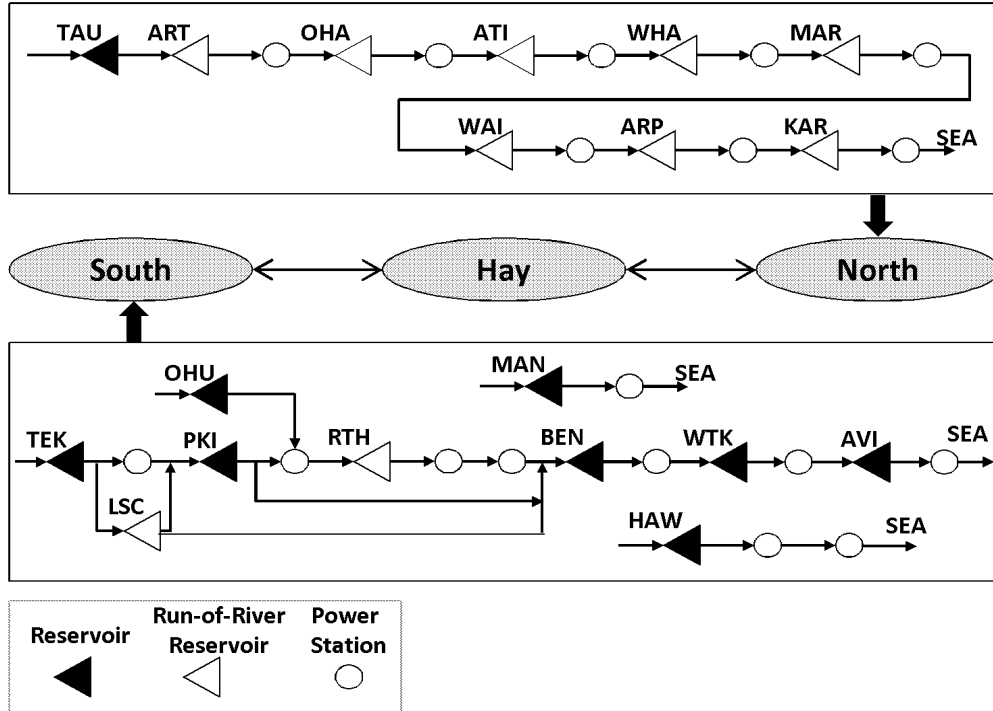 TAU ART OHA ATI WHA MAR
WAI ARP KAR SEA
South Hay North
OHU MAN SEA
TEK PKI RTH BEN WTK AVI SEA
LSC
HAW SEA
Reservoir
Run-of-River
Reservoir
Power
Station